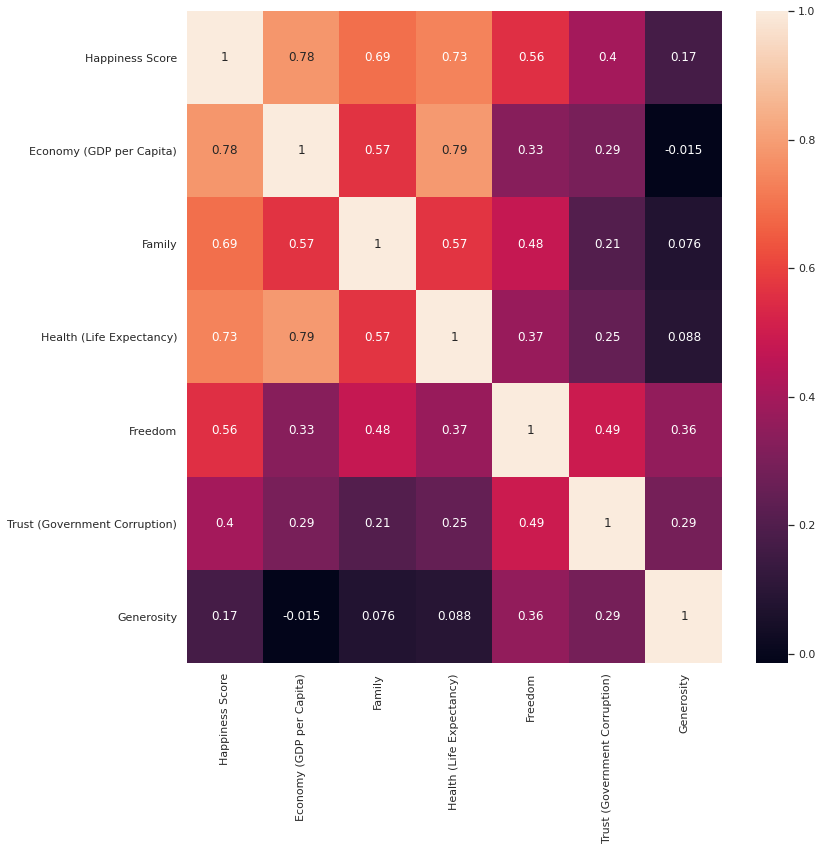 Happiness Score 1 0.78 0.69 0.73 0.56 0.4 0.17
Economy (GDP per Capita) 0.78 1 0.57 0.79 0.33 0.29 -0.015
Family 0.69 0.57 1 0.57 0.48 0.21 0.076
Health (Life Expectancy) 0.73 0.79 0.57 1 0.37 0.25 0.088
Freedom 0.56 0.33 0.48 0.37 1 0.49 0.36
Trust (Government Corruption) 0.4 0.29 0.21 0.25 0.49 1 0.29
Generosity 0.17 -0.015 0.076 0.088 0.36 0.29 1
Happiness Score
Economy (GDP per Capita)
Family
Health (Life Expectancy)
Freedom
Trust (Government Corruption)
Generosity
1.0
0.8
0.6
0.4
0.2
0.0